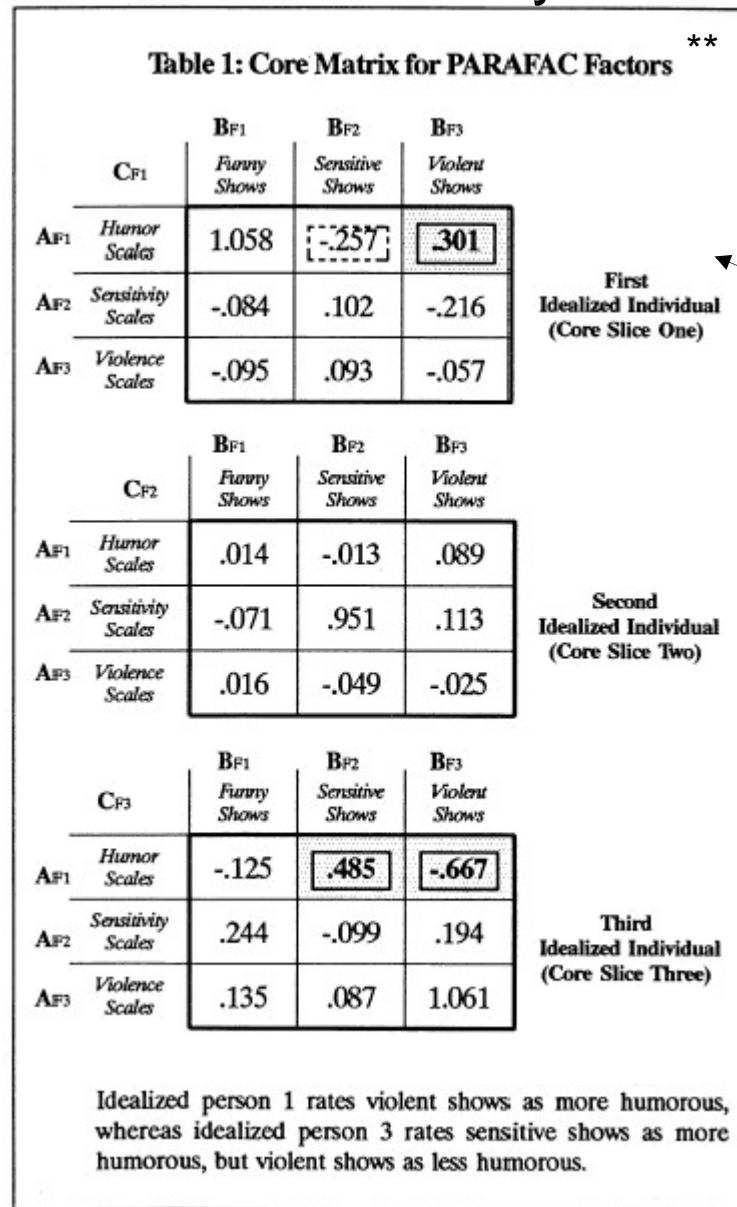 **
Table 1: Core Matrix for PARAFAC Factors
BF1 BF2 BF3
CF1 Funny Shows Sensitive Shows Violent Shows
AF1 Humor Scales 1.058 -.257 .301
AF2 Sensitivity Scales -.084 .102 -.216
AF3 Violence Scales -.095 .093 -.057
First
Idealized Individual
(Core Slice One)
BF1 BF2 BF3
CF2 Funny Shows Sensitive Shows Violent Shows
AF1 Humor Scales .014 -.013 .089
AF2 Sensitivity Scales -.071 .951 .113
AF3 Violence Scales .016 -.049 -.025
Second
Idealized Individual
(Core Slice Two)
BF1 BF2 BF3
CF3 Funny Shows Sensitive Shows Violent Shows
AF1 Humor Scales -.125 .485 -.667
AF2 Sensitivity Scales .244 -.099 .194
AF3 Violence Scales .135 .087 1.061
Third
Idealized Individual
(Core Slice Three)
Idealized person 1 rates violent shows as more humorous,
whereas idealized person 3 rates sensitive shows as more
humorous, but violent shows as less humorous.